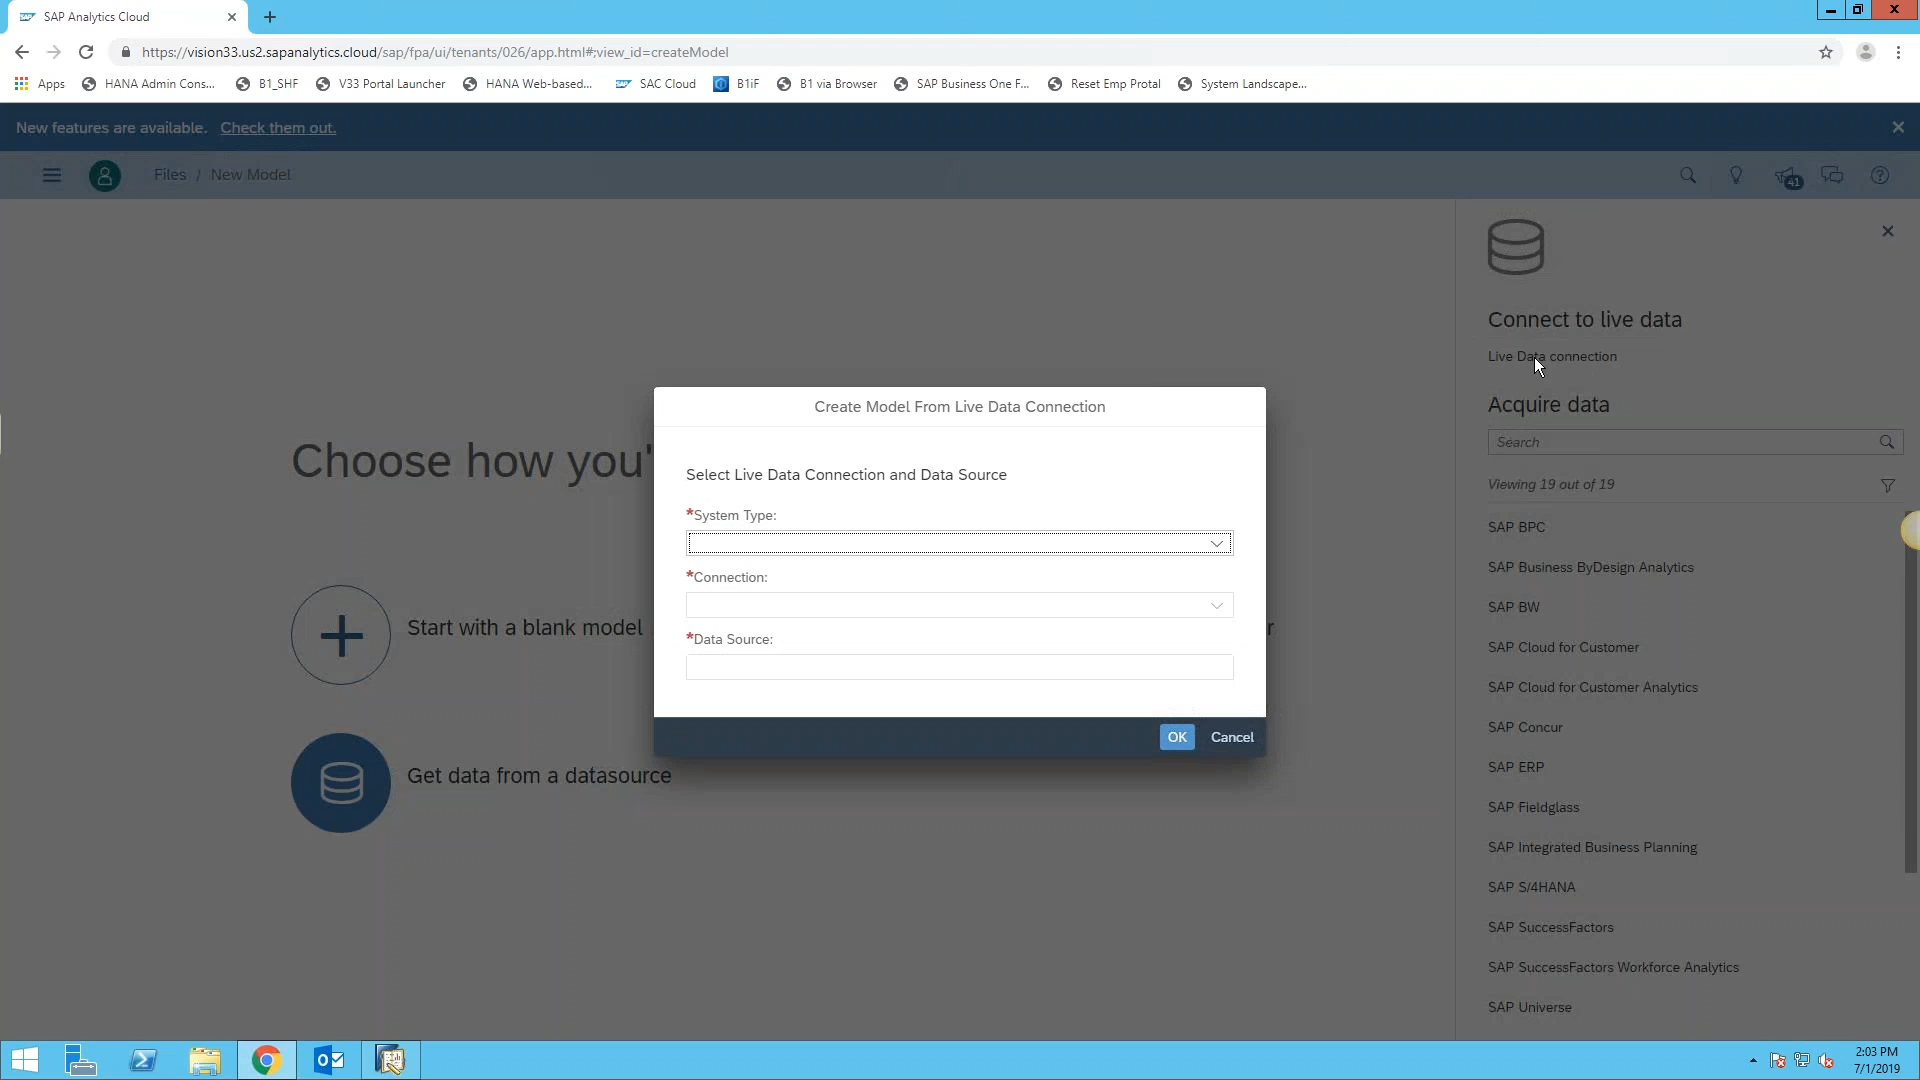 SAP Analytics Cloud
https://vision33.us2.sapanalytics.cloud/sap/fpa/ui/tenants/026/app.html#;view_id=createModel
Apps HANA Admin Cons... B1_SHF V33 Portal Launcher HANA Web-based... SAP SAC Cloud B1iF B1 via Browser SAP Business One F... Reset Emp Protal System Landscape...
New features are available. Check them out.
Files / New Model
41
Connect to live data
Live Data connection
Acquire data
Search
Viewing 19 out of 19
SAP BPC
SAP Business ByDesign Analytics
SAP BW
SAP Cloud for Customer
SAP Cloud for Customer Analytics
SAP Concur
SAP ERP
SAP Fieldglass
SAP Integrated Business Planning
SAP S/4HANA
SAP SuccessFactors
SAP SuccessFactors Workforce Analytics
SAP Universe
Choose how you'
Start with a blank model
r
Get data from a datasource
Create Model From Live Data Connection
Select Live Data Connection and Data Source
*System Type:
*Connection:
*Data Source:
OK Cancel
2:03 PM
7/1/2019